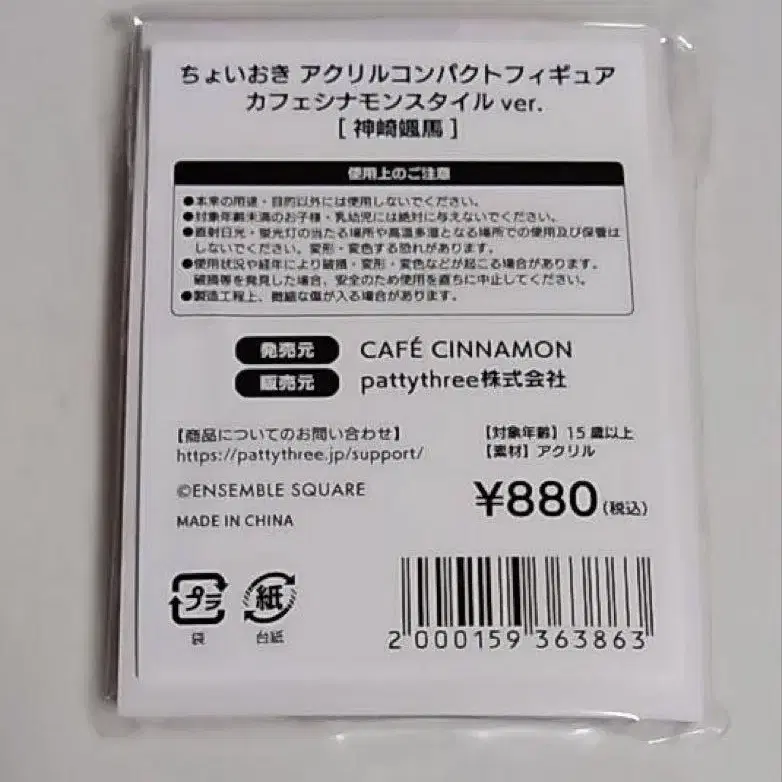 ちょいおき アクリルコンパクトフィギュア
カフェシナモンスタイル ver.
[ 神崎颯馬 ]
使用上のご注意
●本来の用途・目的以外には使用しないでください。
●対象年齢未満のお子様・乳幼児には絶対に与えないでください。
●直射日光・蛍光灯の当たる場所や高温多湿となる場所での使用及び保管は
しないでください。変形・変色する恐れがあります。
●使用状況や経年により破損・変形・変色などが起こる場合があります。
破損等を発見した場合、安全のため使用を直ちに中止してください。
●製造工程上、微細な傷が入る場合があります。
発売元 CAFÉ CINNAMON
販売元 pattythree株式会社
【商品についてのお問い合わせ】
https://pattythree.jp/support/
【対象年齢】15歳以上
【素材】アクリル
©ENSEMBLE SQUARE
MADE IN CHINA
¥880(税込)
プラ 紙
袋 台紙
2 000159 363863